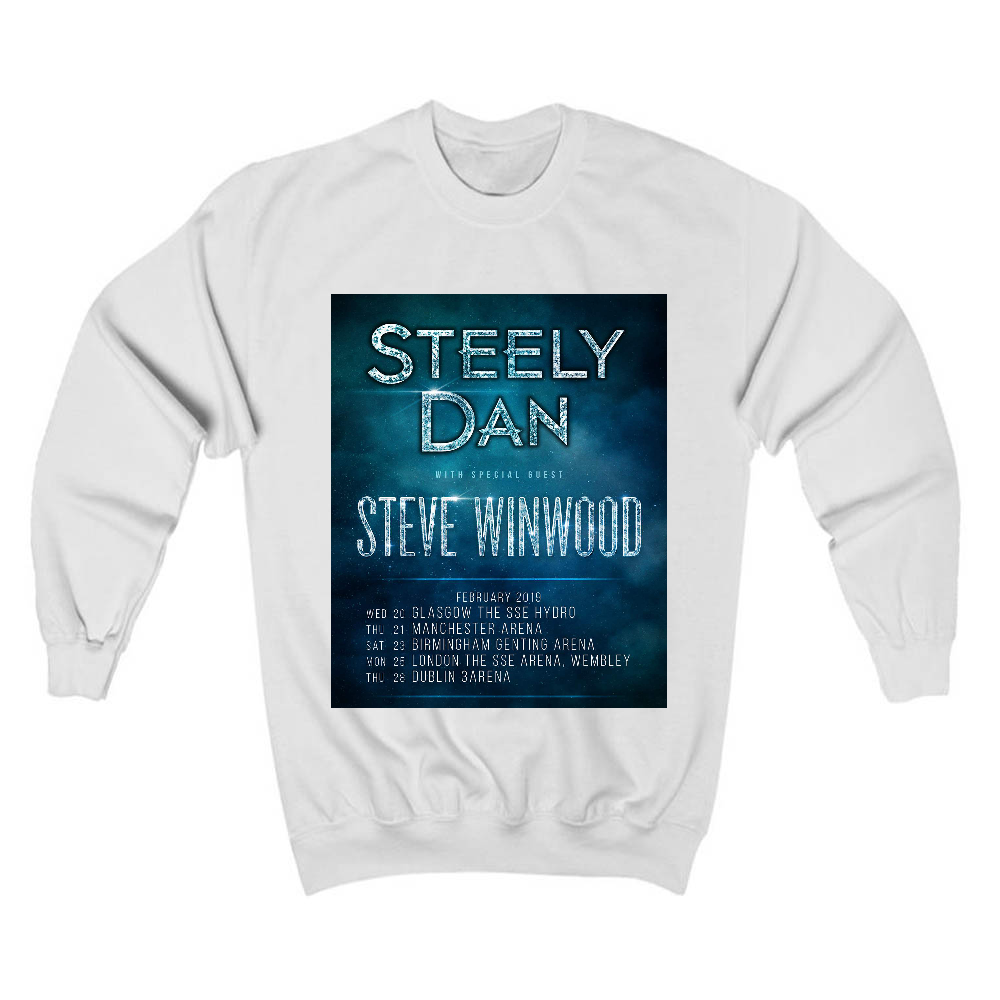 STEELY
DAN
WITH SPECIAL GUEST
STEVE WINWOOD
FEBRUARY 2019
WED 20 GLASGOW THE SSE HYDRO
THU 21 MANCHESTER ARENA
SAT 23 BIRMINGHAM GENTING ARENA
MON 25 LONDON THE SSE ARENA, WEMBLEY
THU 28 DUBLIN 3ARENA